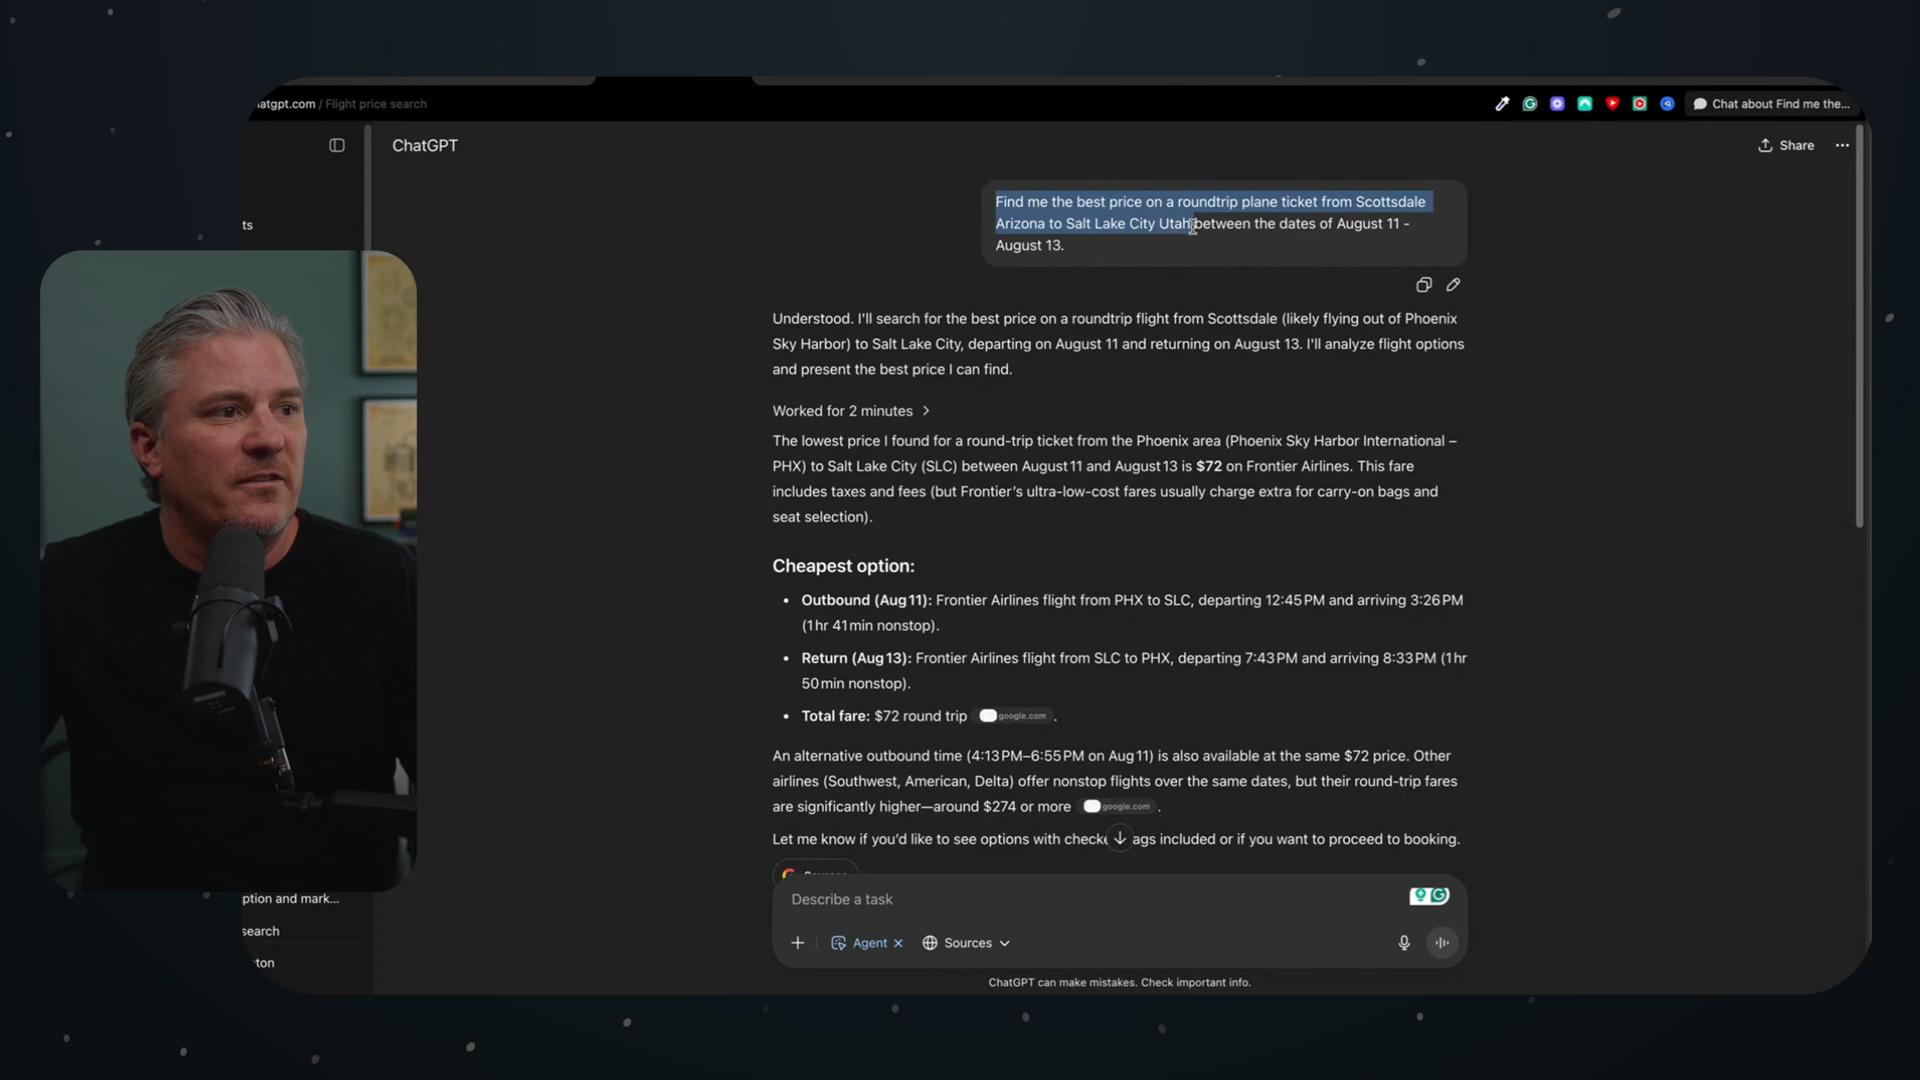 atgpt.com / Flight price search
Chat about Find me the...
ChatGPT
Share
ts
Find me the best price on a roundtrip plane ticket from Scottsdale
Arizona to Salt Lake City Utah between the dates of August 11 -
August 13.
Understood. I'll search for the best price on a roundtrip flight from Scottsdale (likely flying out of Phoenix
Sky Harbor) to Salt Lake City, departing on August 11 and returning on August 13. I'll analyze flight options
and present the best price I can find.
Worked for 2 minutes >
The lowest price I found for a round-trip ticket from the Phoenix area (Phoenix Sky Harbor International –
PHX) to Salt Lake City (SLC) between August 11 and August 13 is $72 on Frontier Airlines. This fare
includes taxes and fees (but Frontier's ultra-low-cost fares usually charge extra for carry-on bags and
seat selection).
Cheapest option:
• Outbound (Aug 11): Frontier Airlines flight from PHX to SLC, departing 12:45 PM and arriving 3:26 PM
(1 hr 41 min nonstop).
• Return (Aug 13): Frontier Airlines flight from SLC to PHX, departing 7:43 PM and arriving 8:33 PM (1 hr
50 min nonstop).
• Total fare: $72 round trip google.com .
An alternative outbound time (4:13 PM–6:55 PM on Aug 11) is also available at the same $72 price. Other
airlines (Southwest, American, Delta) offer nonstop flights over the same dates, but their round-trip fares
are significantly higher—around $274 or more google.com .
Let me know if you'd like to see options with checke ags included or if you want to proceed to booking.
Describe a task
ption and mark...
search
ton
Agent × Sources
ChatGPT can make mistakes. Check important info.